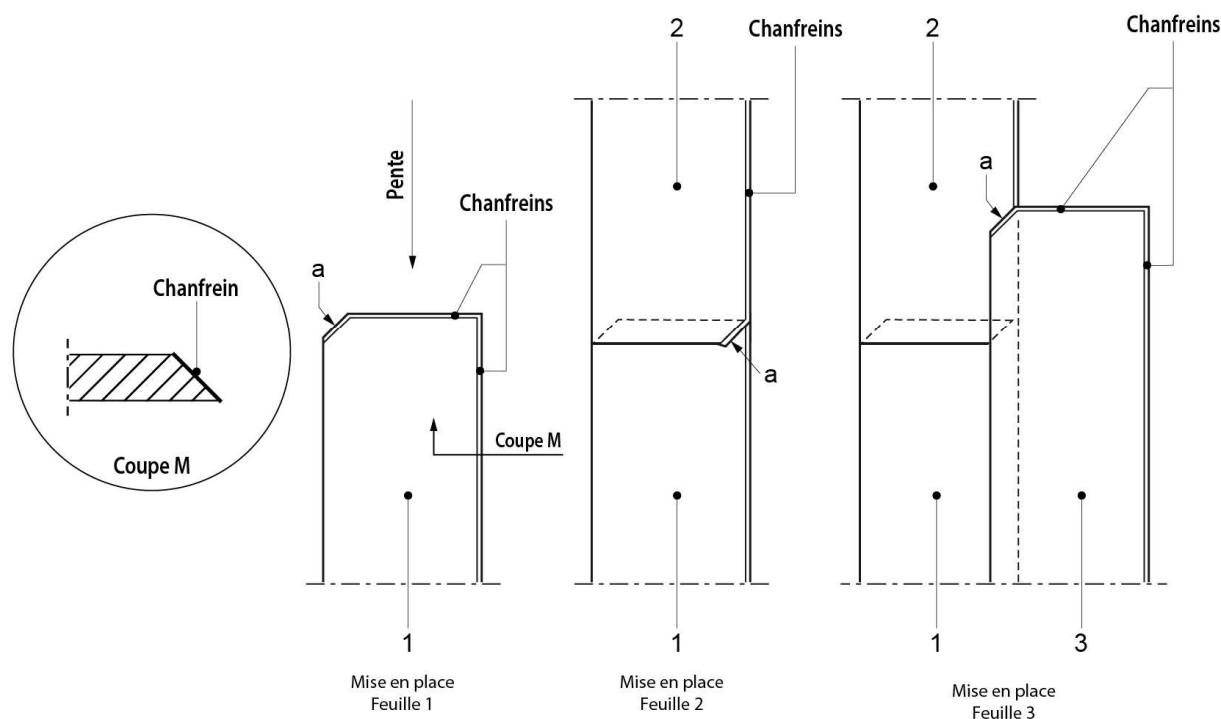 2
Chanfreins
2
Chanfreins
Pente
a
Chanfreins
a
Chanfrein
a
Coupe M
Coupe M
1
1
1
3
Mise en place
Feuille 1
Mise en place
Feuille 2
Mise en place
Feuille 3